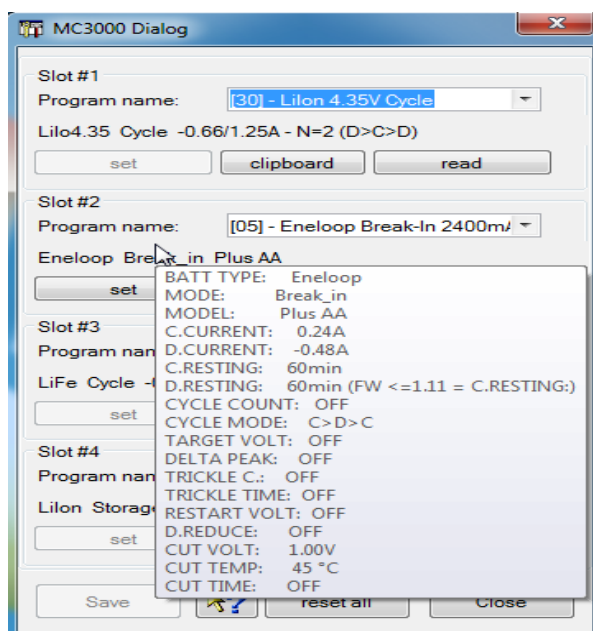 MC3000 Dialog
Slot #1
Program name: [30] - LiIon 4.35V Cycle
LiIo4.35 Cycle -0.66/1.25A - N=2 (D>C>D)
set clipboard read
Slot #2
Program name: [05] - Eneloop Break-In 2400m
Eneloop Break_in Plus AA
set
BATT TYPE: Eneloop
MODE: Break_in
MODEL: Plus AA
C.CURRENT: 0.24A
D.CURRENT: -0.48A
C.RESTING: 60min
D.RESTING: 60min (FW <=1.11 = C.RESTING:)
CYCLE COUNT: OFF
CYCLE MODE: C>D>C
TARGET VOLT: OFF
DELTA PEAK: OFF
TRICKLE C.: OFF
TRICKLE TIME: OFF
RESTART VOLT: OFF
D.REDUCE: OFF
CUT VOLT: 1.00V
CUT TEMP: 45 °C
CUT TIME: OFF
Slot #3
Program nam
LiFe Cycle
set
Slot #4
Program nam
LiIon Storag
set
Save reset all Close